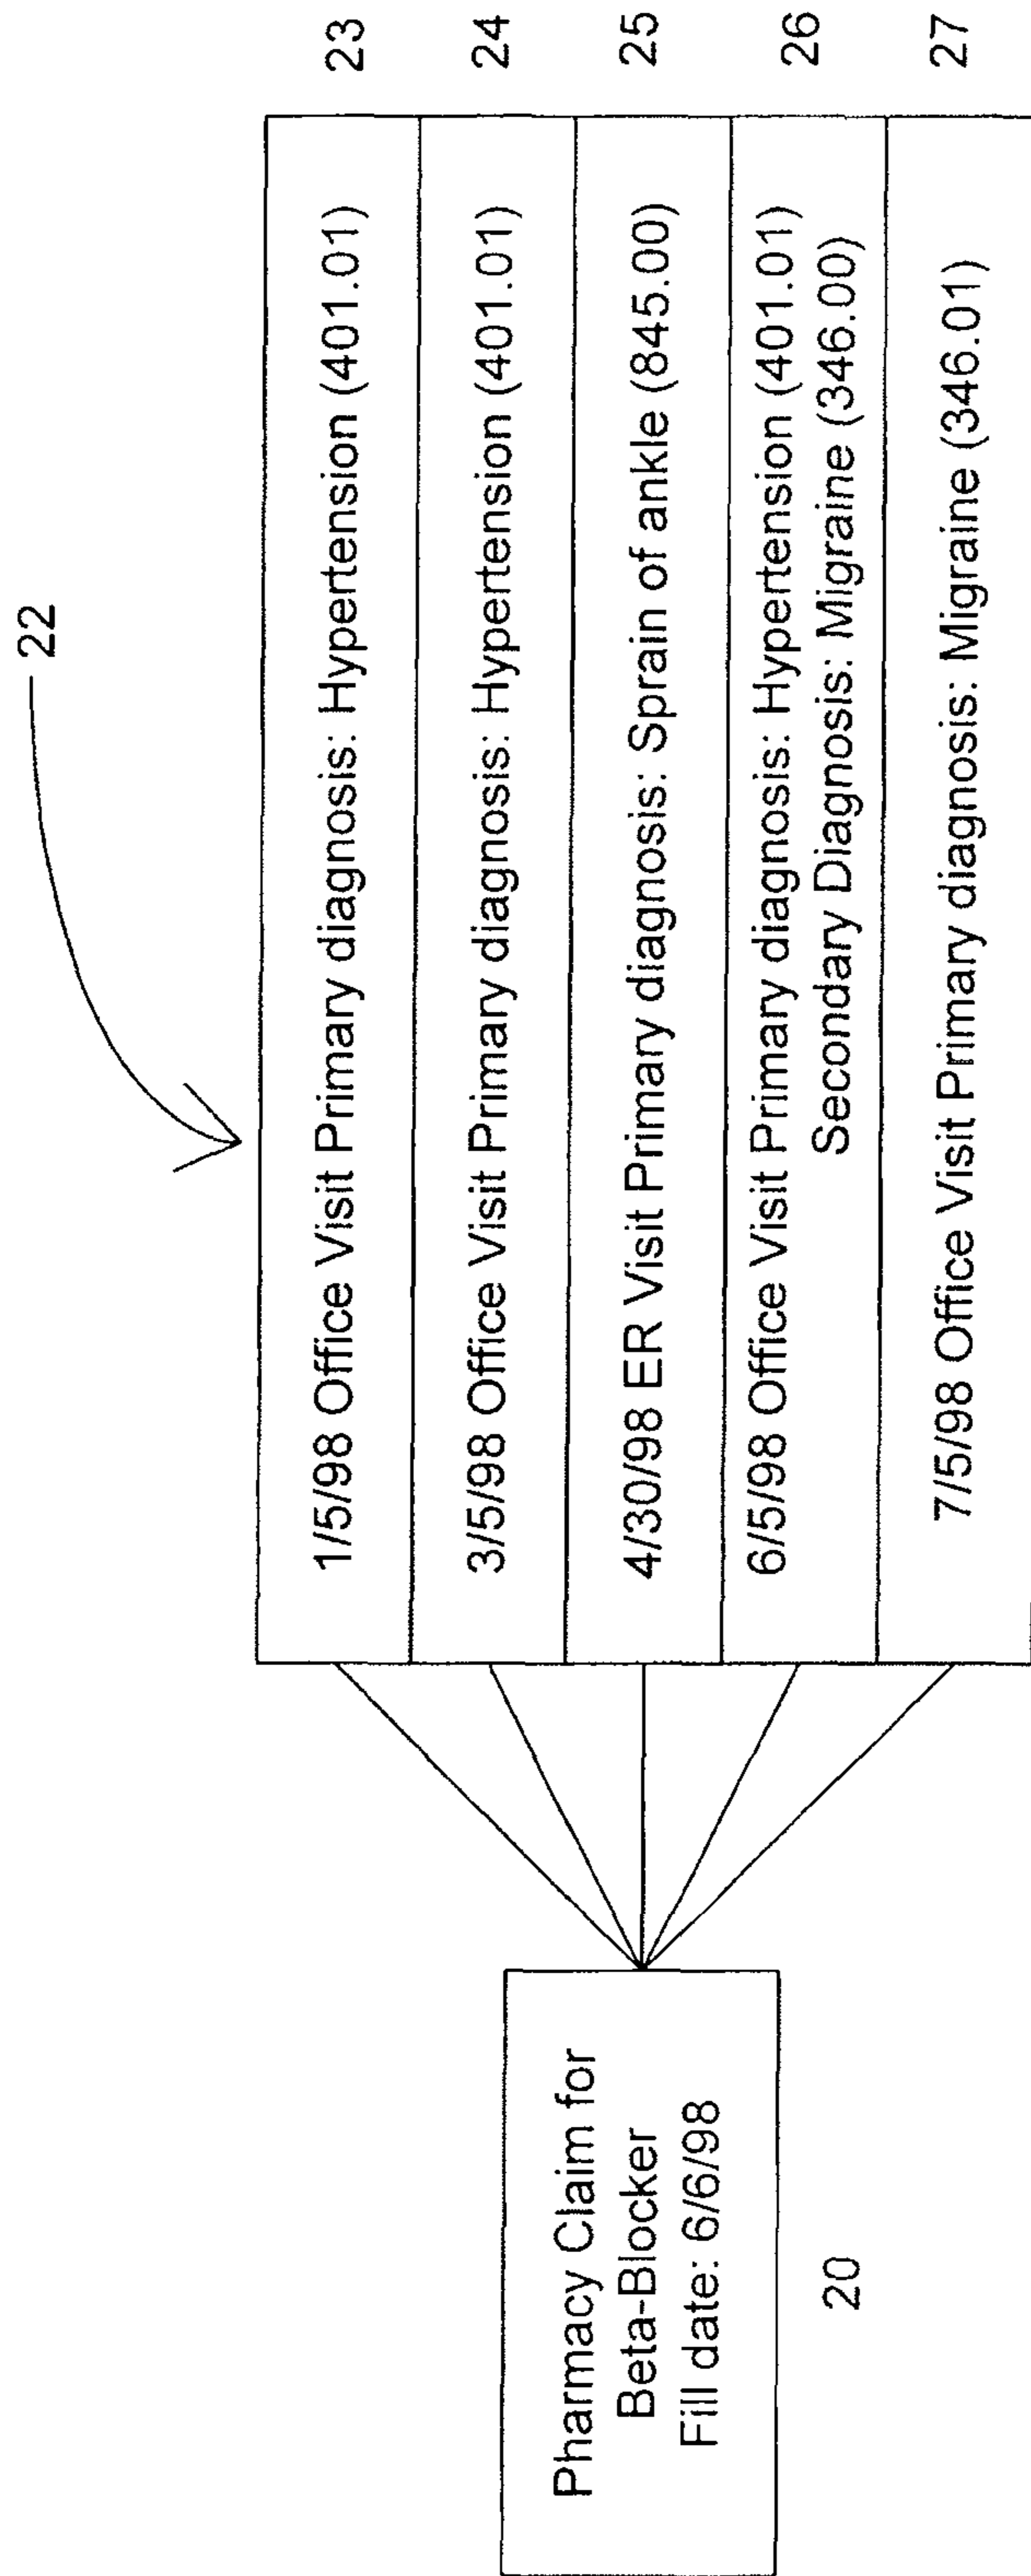 22
1/5/98 Office Visit Primary diagnosis: Hypertension (401.01)
23
3/5/98 Office Visit Primary diagnosis: Hypertension (401.01)
24
4/30/98 ER Visit Primary diagnosis: Sprain of ankle (845.00)
25
6/5/98 Office Visit Primary diagnosis: Hypertension (401.01)
Secondary Diagnosis: Migraine (346.00)
26
7/5/98 Office Visit Primary diagnosis: Migraine (346.01)
27
Pharmacy Claim for
Beta-Blocker
Fill date: 6/6/98
20